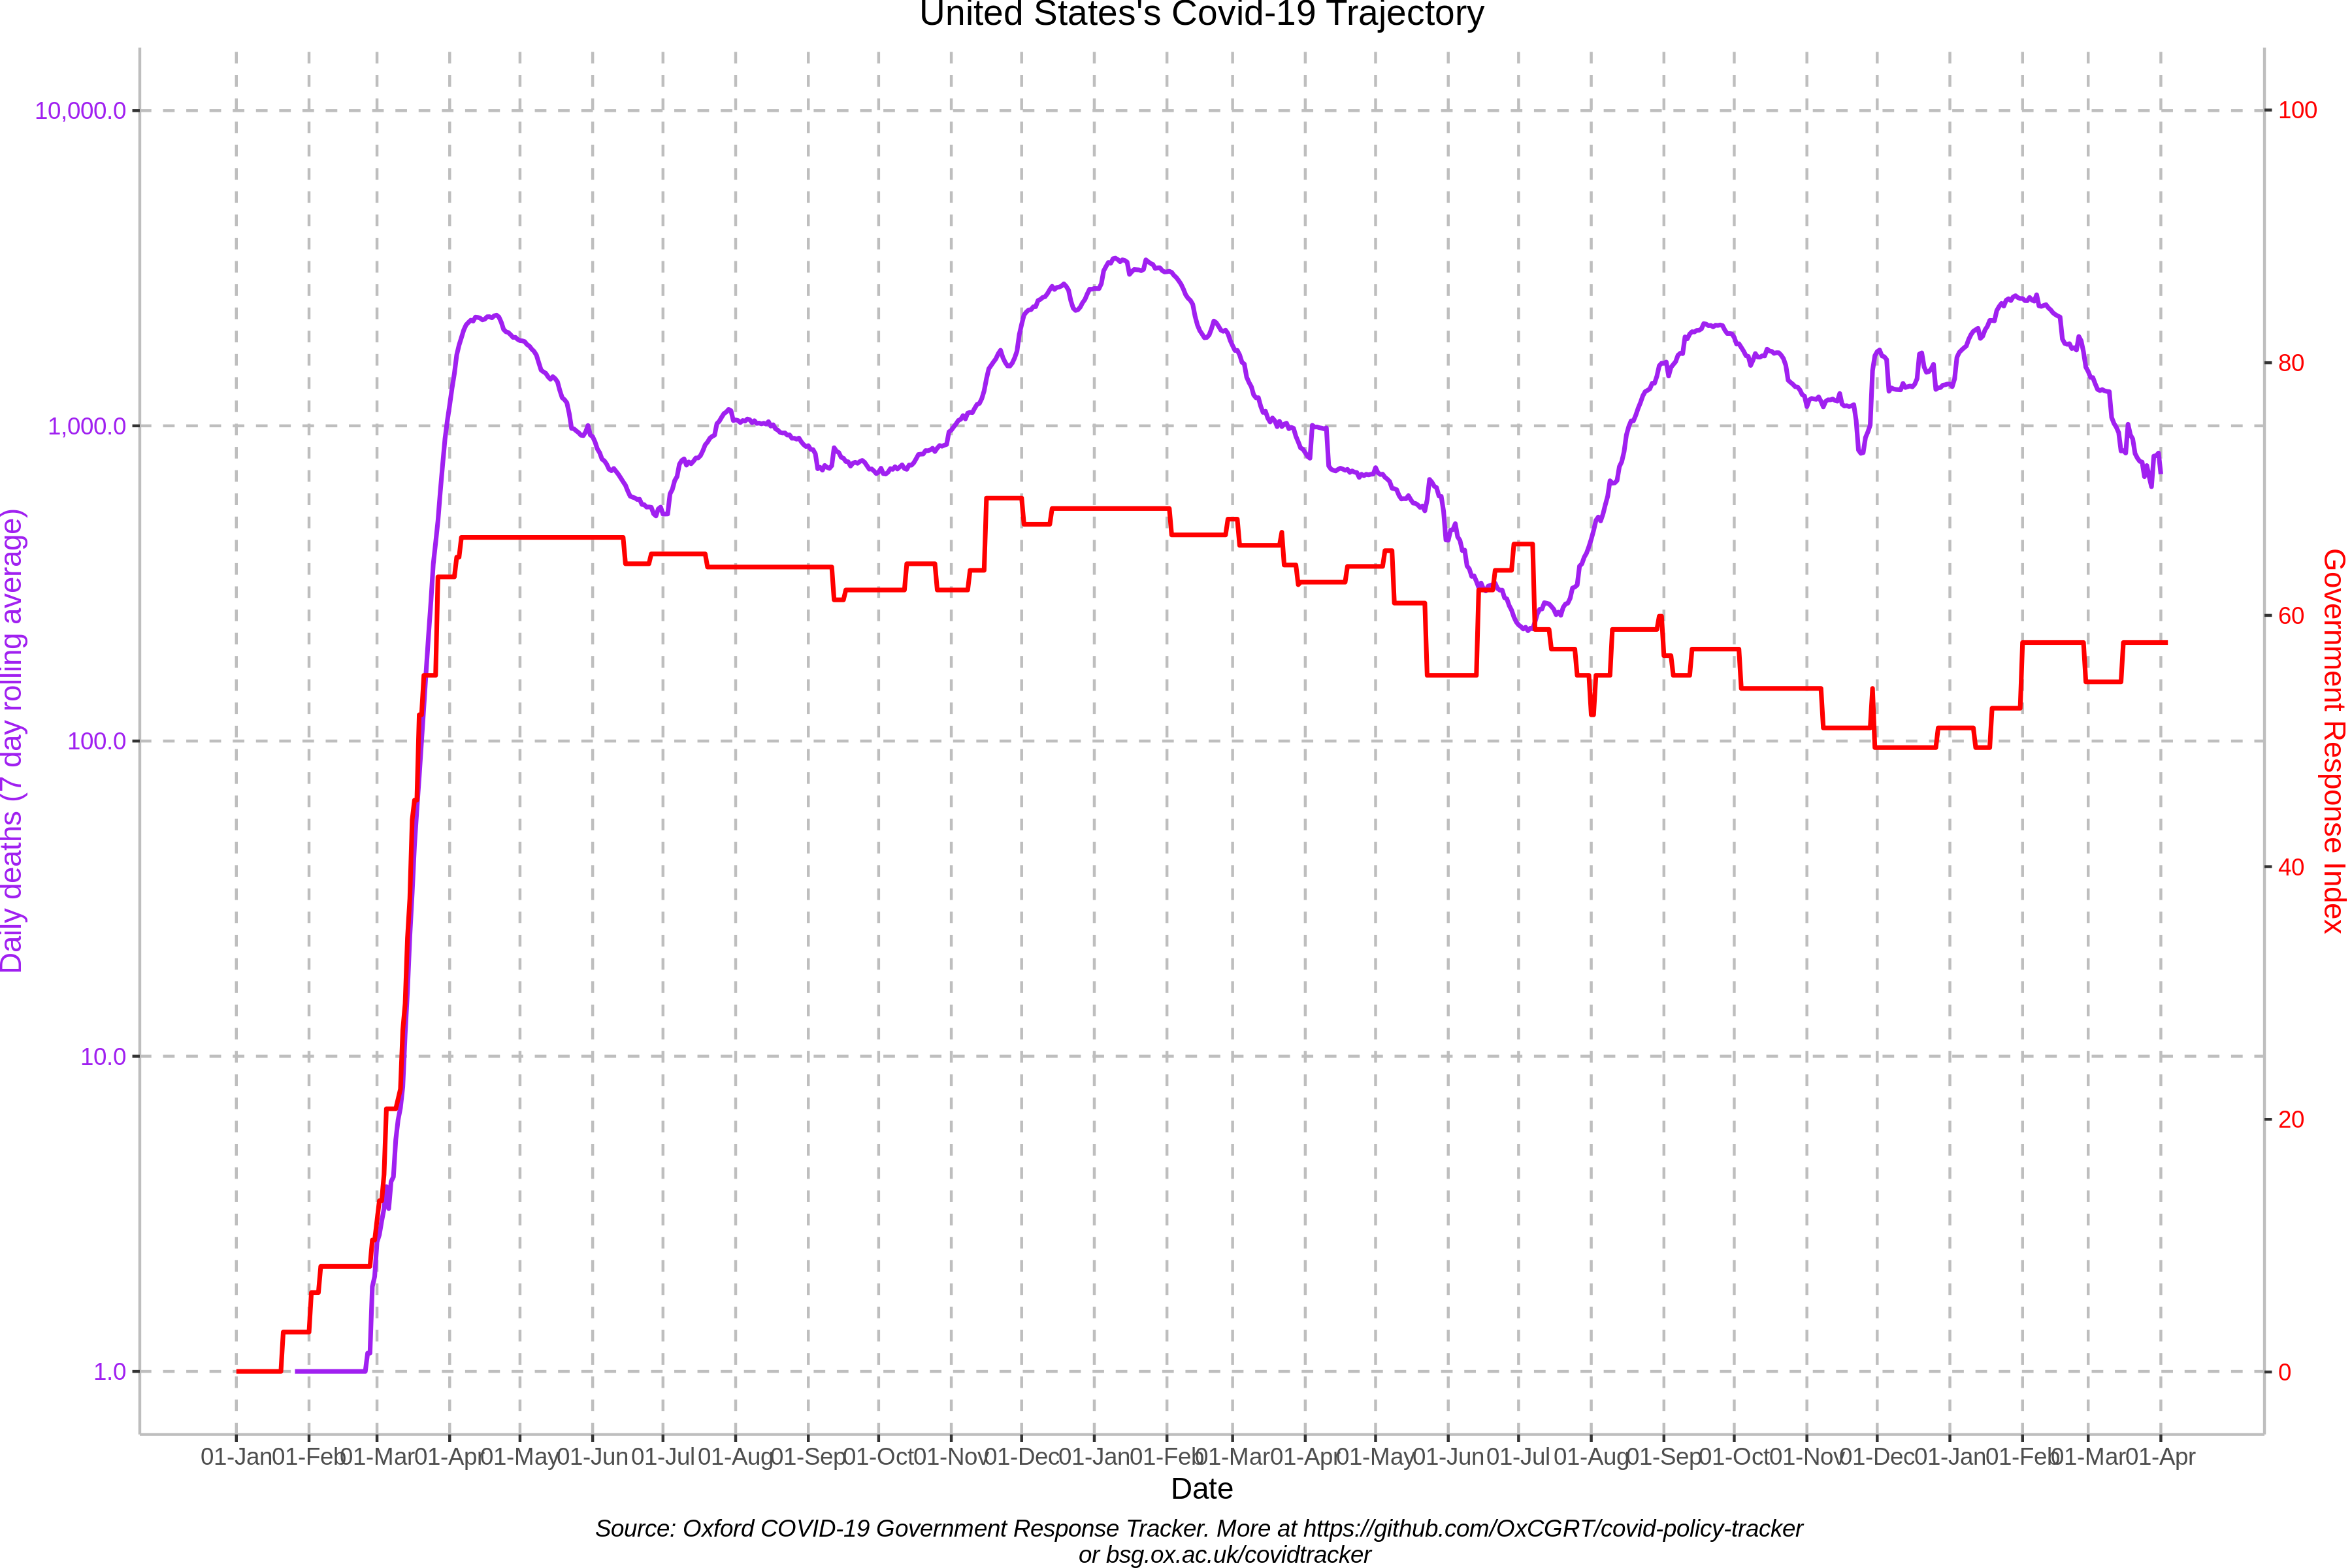 United States's Covid-19 Trajectory
10,000.0
1,000.0
100.0
10.0
1.0
Daily deaths (7 day rolling average)
100
80
60
40
20
0
Government Response Index
01-Jan 01-Feb 01-Mar 01-Apr 01-May 01-Jun 01-Jul 01-Aug 01-Sep 01-Oct 01-Nov 01-Dec 01-Jan 01-Feb 01-Mar 01-Apr 01-May 01-Jun 01-Jul 01-Aug 01-Sep 01-Oct 01-Nov 01-Dec 01-Jan 01-Feb 01-Mar 01-Apr
Date
Source: Oxford COVID-19 Government Response Tracker. More at https://github.com/OxCGRT/covid-policy-tracker
or bsg.ox.ac.uk/covidtracker